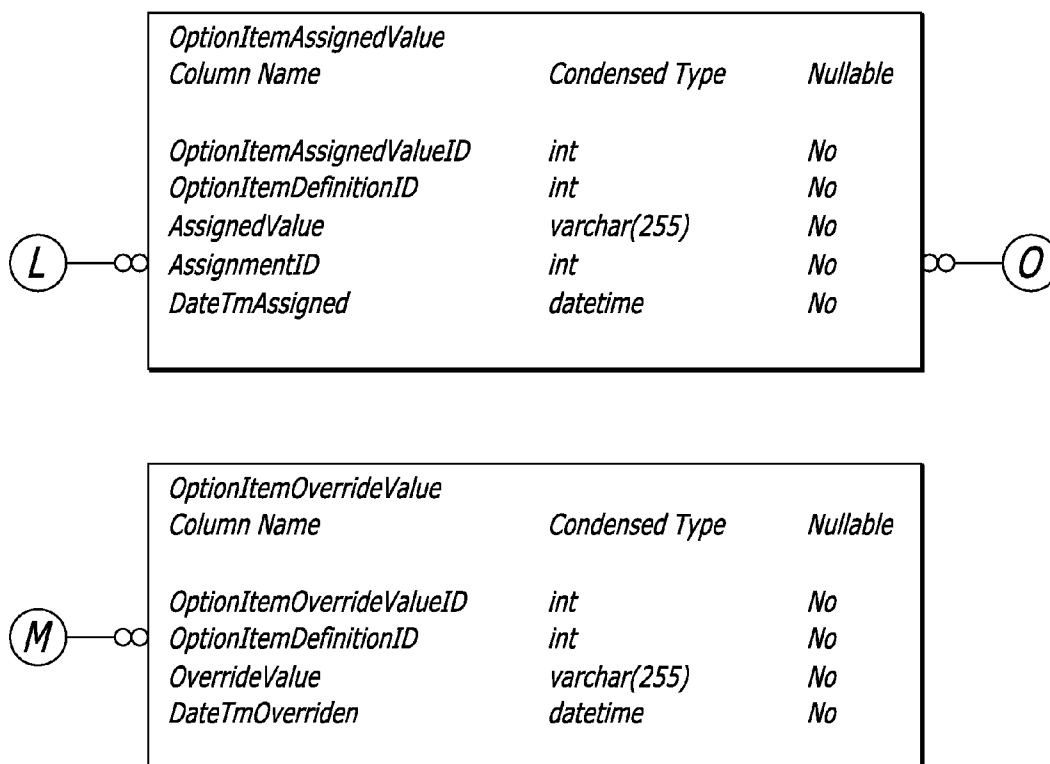 OptionItemAssignedValue
Column Name Condensed Type Nullable
OptionItemAssignedValueID int No
OptionItemDefinitionID int No
AssignedValue varchar(255) No
L AssignmentID int No O
DateTmAssigned datetime No
OptionItemOverrideValue
Column Name Condensed Type Nullable
OptionItemOverrideValueID int No
M OptionItemDefinitionID int No
OverrideValue varchar(255) No
DateTmOverriden datetime No